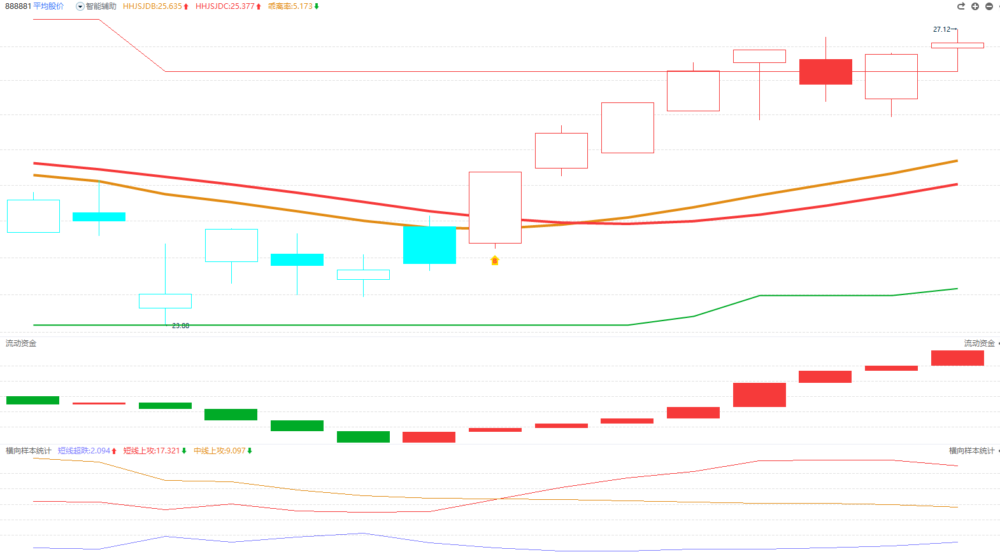 888881 平均股价 智能辅助 HHJSJDB:25.635 HHJSJDC:25.377 乖离率:5.173
27.12
23.88
B
流动资金 流动资金
横向样本统计 短线超跌:2.094 短线上攻:17.321 中线上攻:9.097 横向样本统计